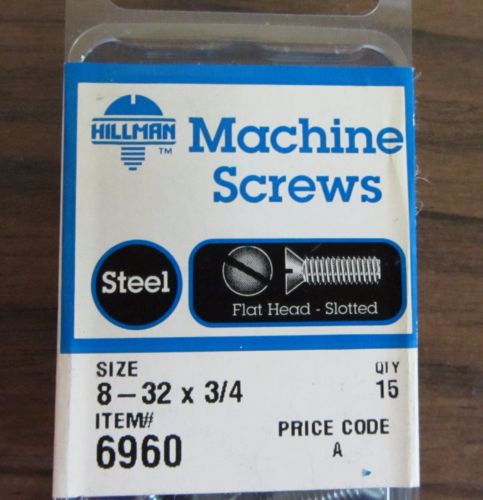 HILLMAN
TM
Machine
Screws
Steel
Flat Head - Slotted
SIZE
8-32 x 3/4
QTY
15
ITEM#
6960
PRICE CODE
A